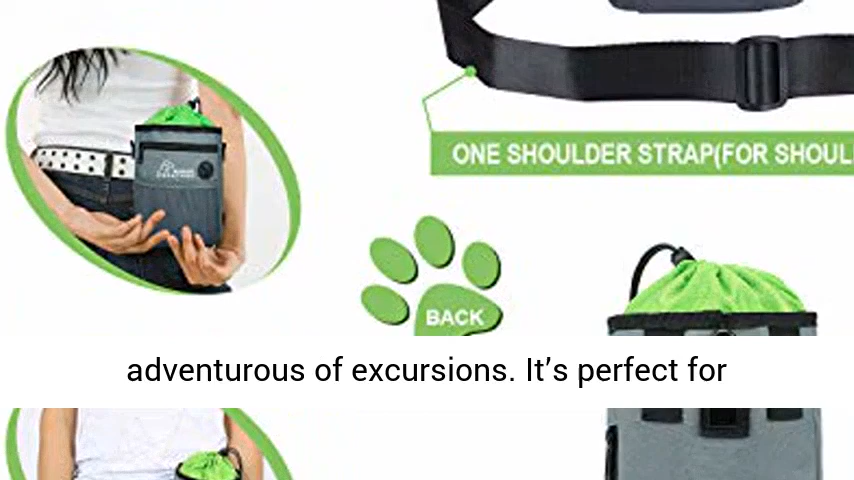 ONE SHOULDER STRAP(FOR SHOUL
BACK
adventurous of excursions. It's perfect for